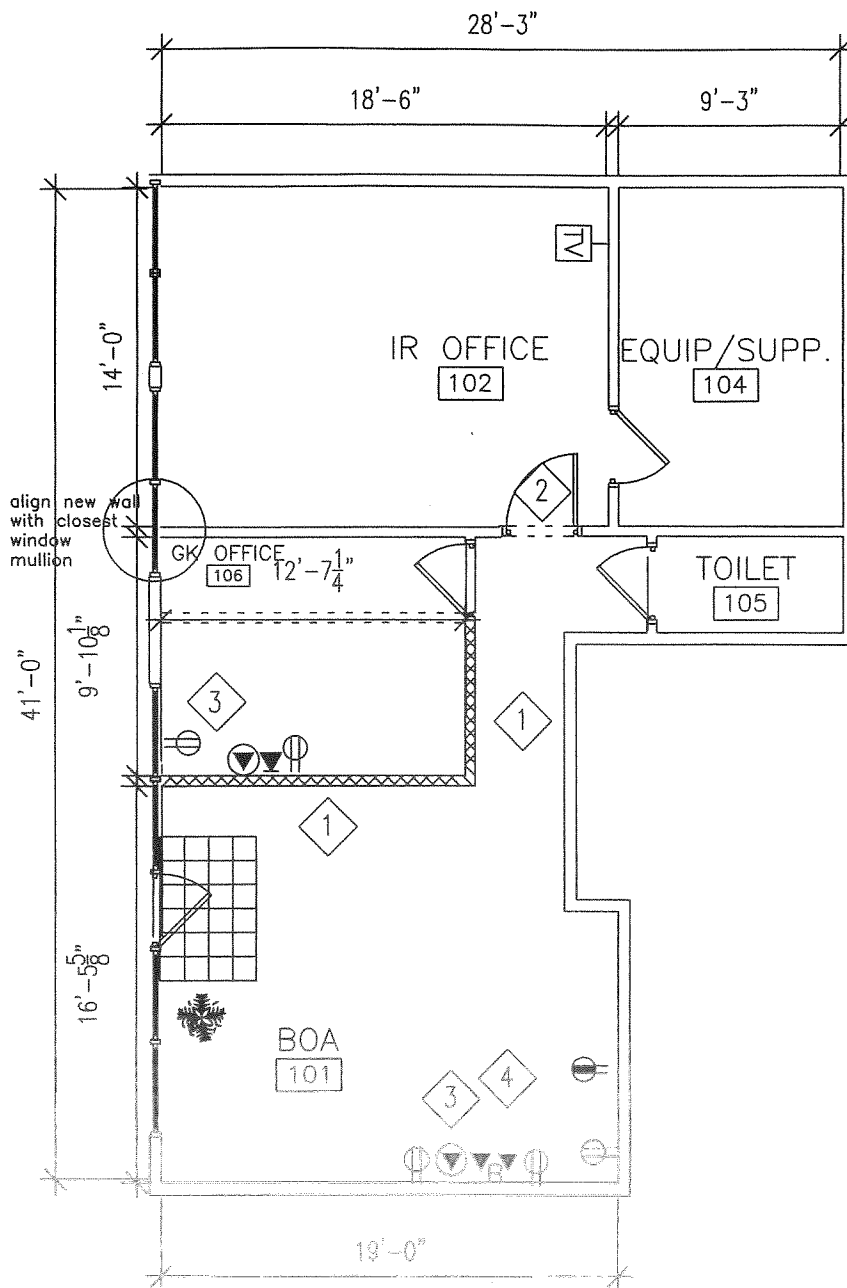 28'-3"
18'-6"
9'-3"
TV
14'-0"
IR OFFICE
102
EQUIP/SUPP.
104
2
align new wall
with closest
window
mullion
GK OFFICE
106
12'-7 1/4"
TOILET
105
41'-0"
9'-10 1/8"
3
1
1
16'-5 5/8"
BOA
101
3
4
R
19'-0"